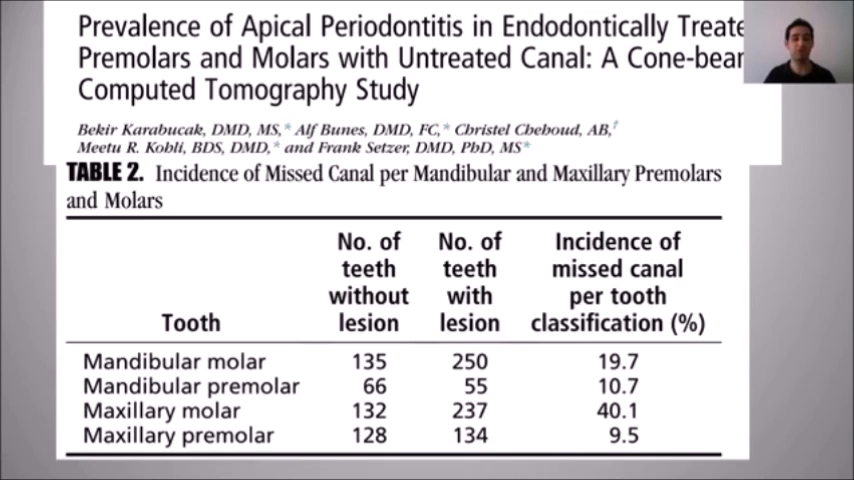 Prevalence of Apical Periodontitis in Endodontically Treate
Premolars and Molars with Untreated Canal: A Cone-bear
Computed Tomography Study
Bekir Karabucak, DMD, MS,* Alf Bunes, DMD, FC,* Christel Chehoud, AB,†
Meetu R. Kohli, BDS, DMD,* and Frank Setzer, DMD, PhD, MS*
TABLE 2. Incidence of Missed Canal per Mandibular and Maxillary Premolars
and Molars
Tooth No. of teeth without lesion No. of teeth with lesion Incidence of missed canal per tooth classification (%)
Mandibular molar 135 250 19.7
Mandibular premolar 66 55 10.7
Maxillary molar 132 237 40.1
Maxillary premolar 128 134 9.5